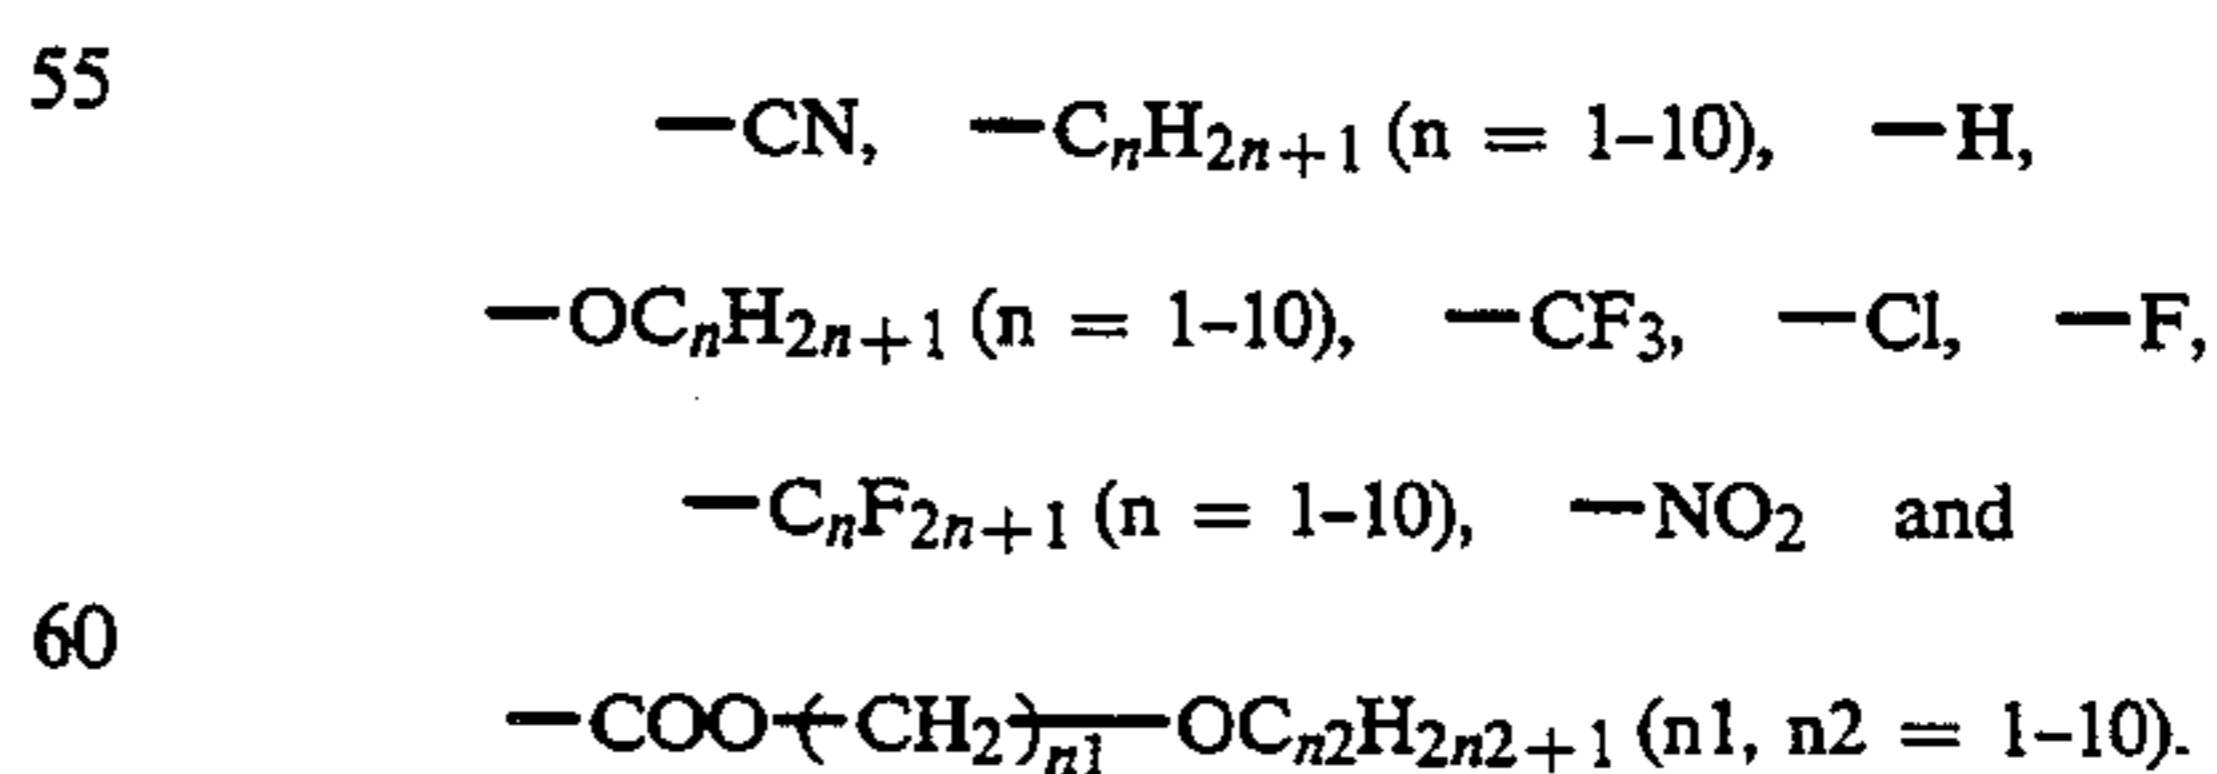 55
—CN, —CₙH₂ₙ₊₁ (n = 1–10), —H,
—OCₙH₂ₙ₊₁ (n = 1–10), —CF₃, —Cl, —F,
—CₙF₂ₙ₊₁ (n = 1–10), —NO₂ and
60
—COO—(CH₂)ₙ₁—OCₙ₂H₂ₙ₂₊₁ (n1, n2 = 1–10).